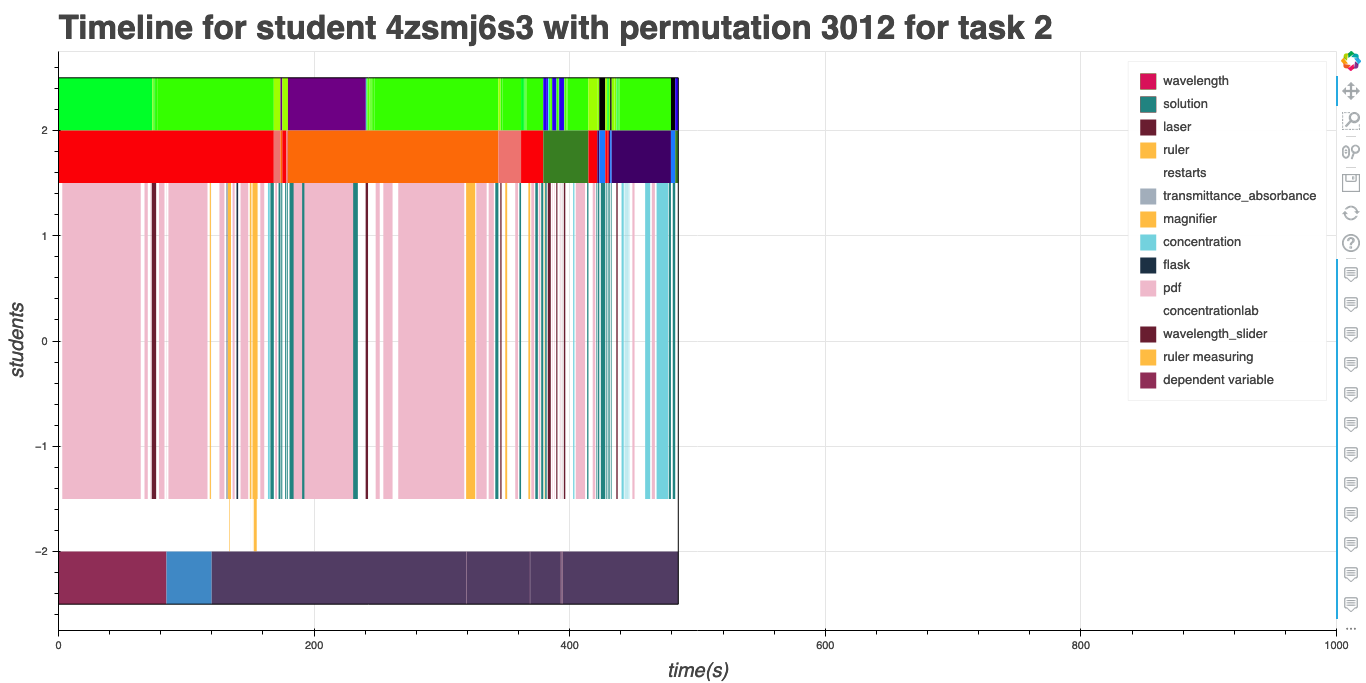 Timeline for student 4zsmj6s3 with permutation 3012 for task 2
wavelength
solution
laser
ruler
restarts
transmittance_absorbance
magnifier
concentration
flask
pdf
concentrationlab
wavelength_slider
ruler measuring
dependent variable
students
2
1
0
−1
−2
0 200 400 600 800 1000
time(s)